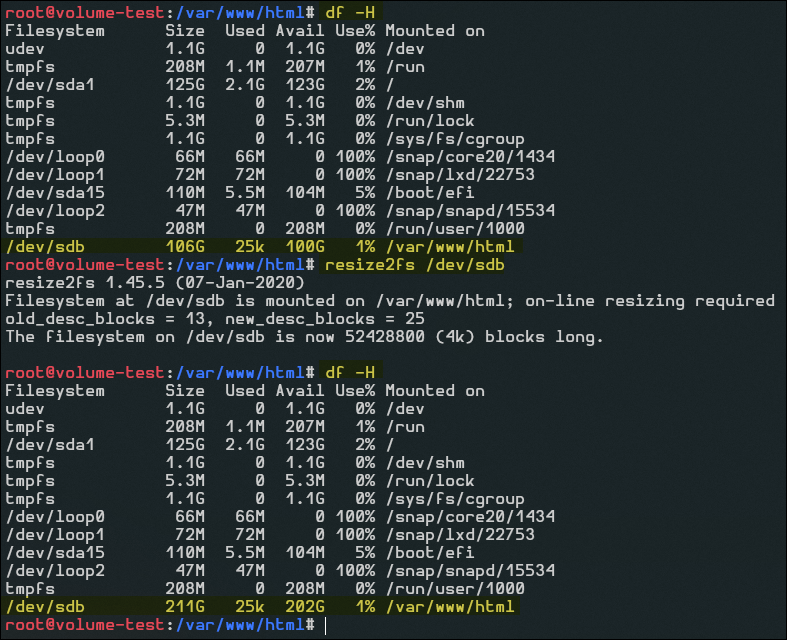 root@volume-test:/var/www/html# df -H
Filesystem      Size  Used Avail Use% Mounted on
udev            1.1G     0  1.1G   0% /dev
tmpfs           208M  1.1M  207M   1% /run
/dev/sda1       125G  2.1G  123G   2% /
tmpfs           1.1G     0  1.1G   0% /dev/shm
tmpfs           5.3M     0  5.3M   0% /run/lock
tmpfs           1.1G     0  1.1G   0% /sys/fs/cgroup
/dev/loop0       66M   66M     0 100% /snap/core20/1434
/dev/loop1       72M   72M     0 100% /snap/lxd/22753
/dev/sda15      110M  5.5M  104M   5% /boot/efi
/dev/loop2       47M   47M     0 100% /snap/snapd/15534
tmpfs           208M     0  208M   0% /run/user/1000
/dev/sdb        106G   25k  100G   1% /var/www/html
root@volume-test:/var/www/html# resize2fs /dev/sdb
resize2fs 1.45.5 (07-Jan-2020)
Filesystem at /dev/sdb is mounted on /var/www/html; on-line resizing required
old_desc_blocks = 13, new_desc_blocks = 25
The filesystem on /dev/sdb is now 52428800 (4k) blocks long.
root@volume-test:/var/www/html# df -H
Filesystem      Size  Used Avail Use% Mounted on
udev            1.1G     0  1.1G   0% /dev
tmpfs           208M  1.1M  207M   1% /run
/dev/sda1       125G  2.1G  123G   2% /
tmpfs           1.1G     0  1.1G   0% /dev/shm
tmpfs           5.3M     0  5.3M   0% /run/lock
tmpfs           1.1G     0  1.1G   0% /sys/fs/cgroup
/dev/loop0       66M   66M     0 100% /snap/core20/1434
/dev/loop1       72M   72M     0 100% /snap/lxd/22753
/dev/sda15      110M  5.5M  104M   5% /boot/efi
/dev/loop2       47M   47M     0 100% /snap/snapd/15534
tmpfs           208M     0  208M   0% /run/user/1000
/dev/sdb        211G   25k  202G   1% /var/www/html
root@volume-test:/var/www/html#